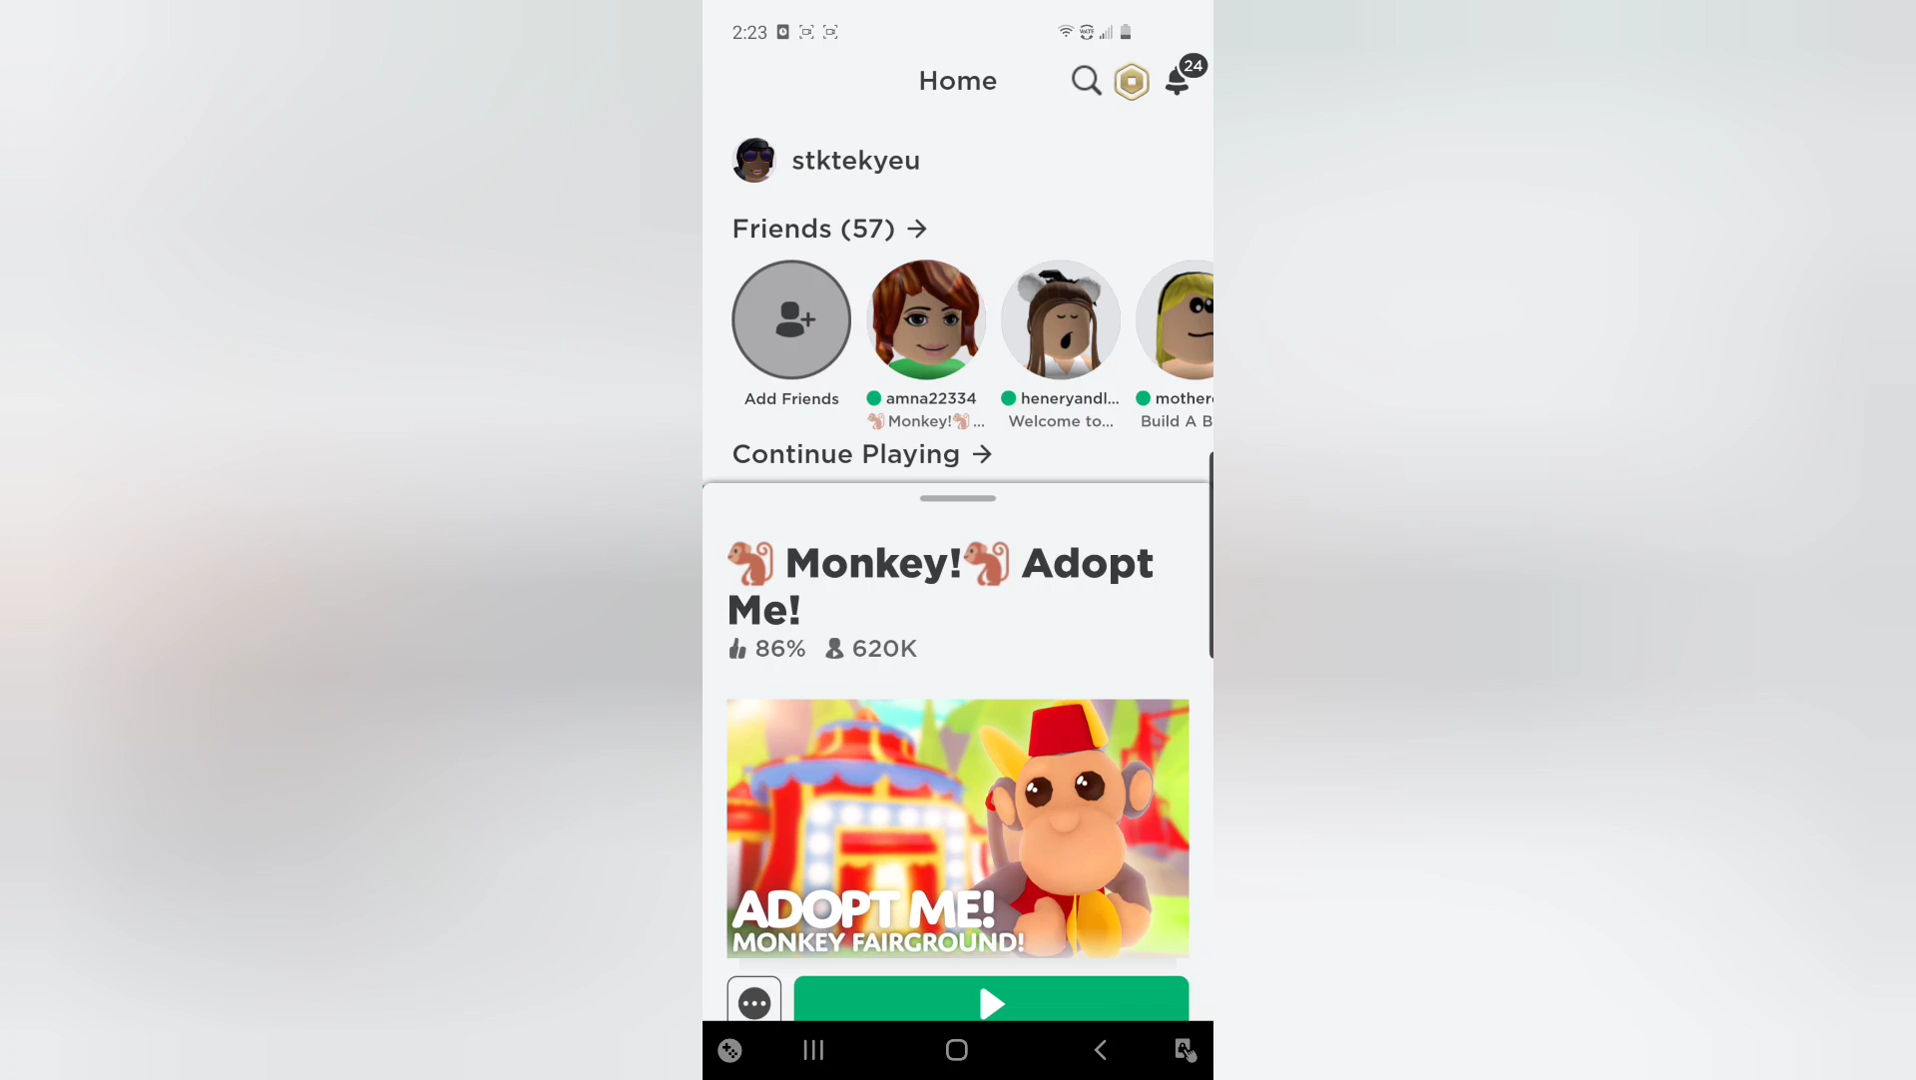 2:23
Home
24
stktekyeu
Friends (57) →
Add Friends
amna22334
🐒Monkey!🐒...
heneryandl...
Welcome to...
mother
Build A B
Continue Playing →
🐒 Monkey!🐒 Adopt
Me!
86% 620K
ADOPT ME!
MONKEY FAIRGROUND!